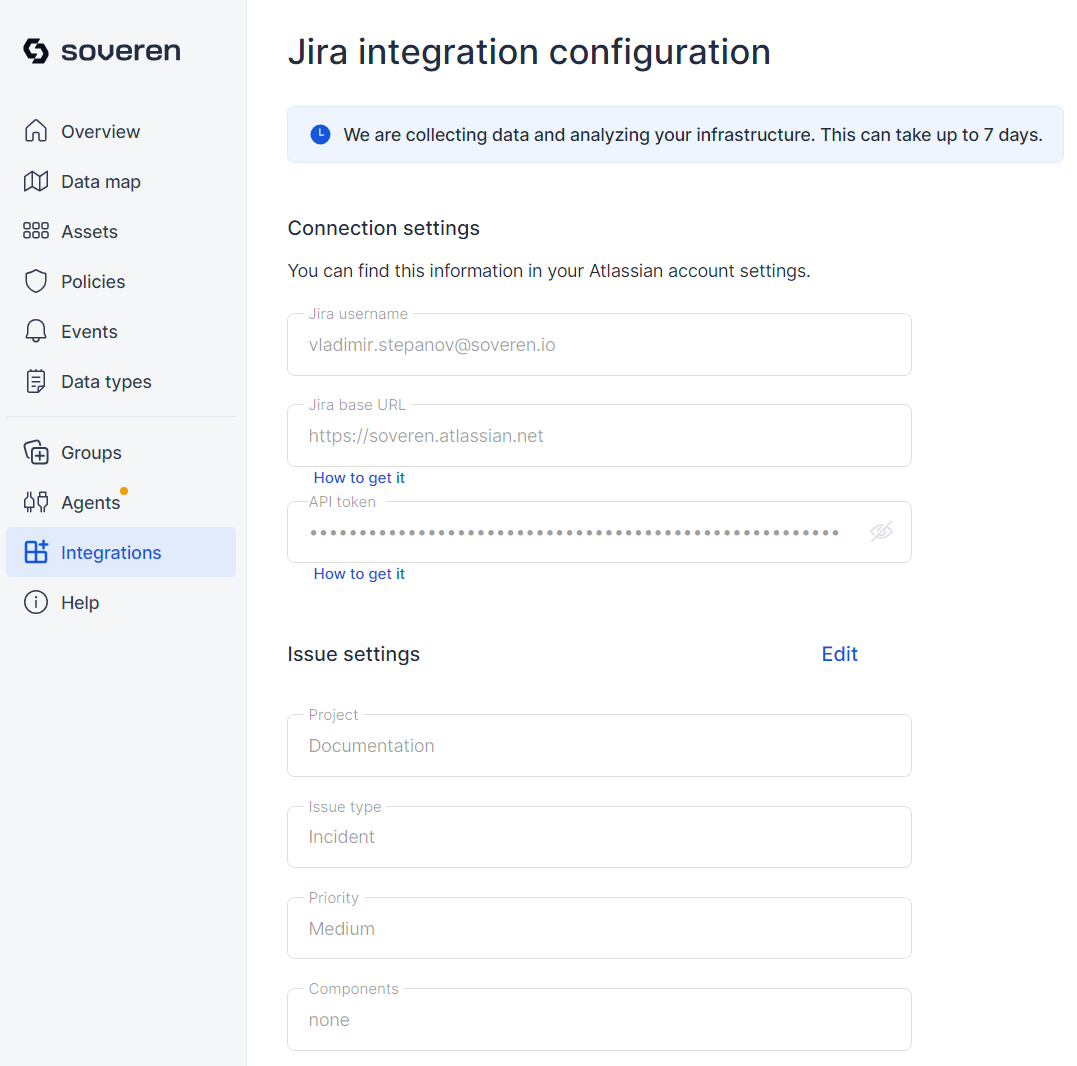 soveren
Overview
Data map
Assets
Policies
Events
Data types
Groups
Agents
Integrations
Help
Jira integration configuration
We are collecting data and analyzing your infrastructure. This can take up to 7 days.
Connection settings
You can find this information in your Atlassian account settings.
Jira username
vladimir.stepanov@soveren.io
Jira base URL
https://soveren.atlassian.net
How to get it
API token
How to get it
Issue settings
Edit
Project
Documentation
Issue type
Incident
Priority
Medium
Components
none